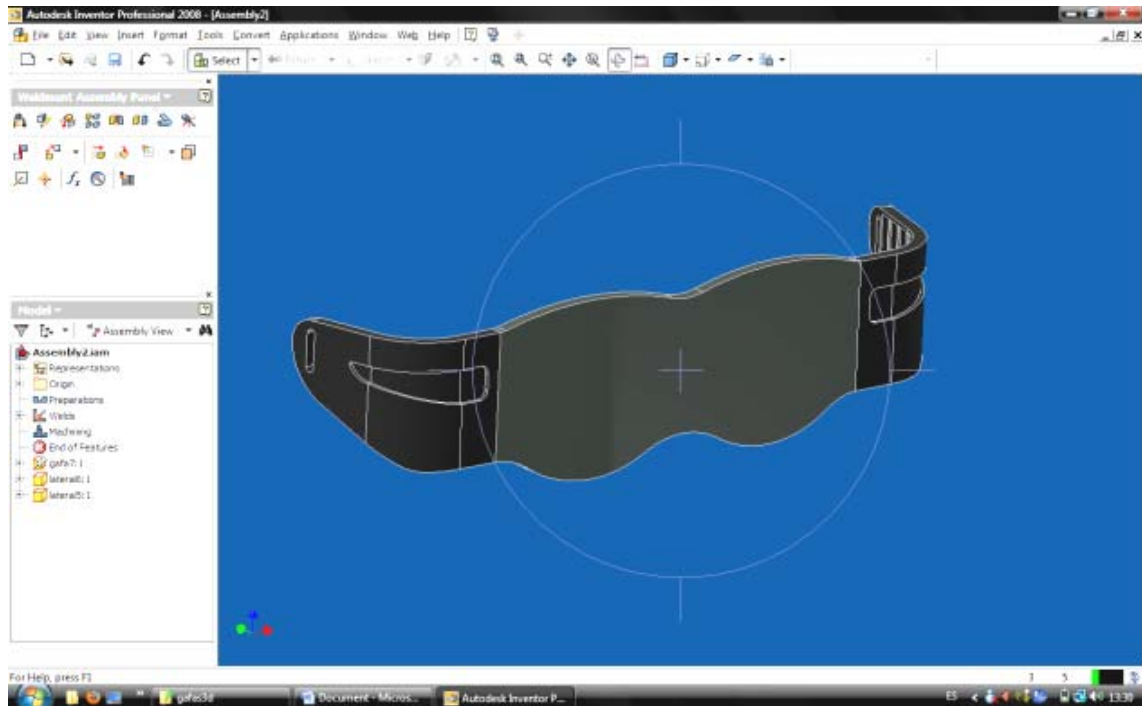 Autodesk Inventor Professional 2008 - [Assembly2]
File Edit View Insert Format Tools Convert Applications Window Web Help
Select
Weldment Assembly Panel
Model
Assembly View
Assembly2.iam
Representations
Origin
Preparations
Welds
Machining
End of Features
gafa7:1
lateral6:1
lateral5:1
For Help, press F1
3 5
gafas3d
Document - Micros...
Autodesk Inventor P...
ES
13:30